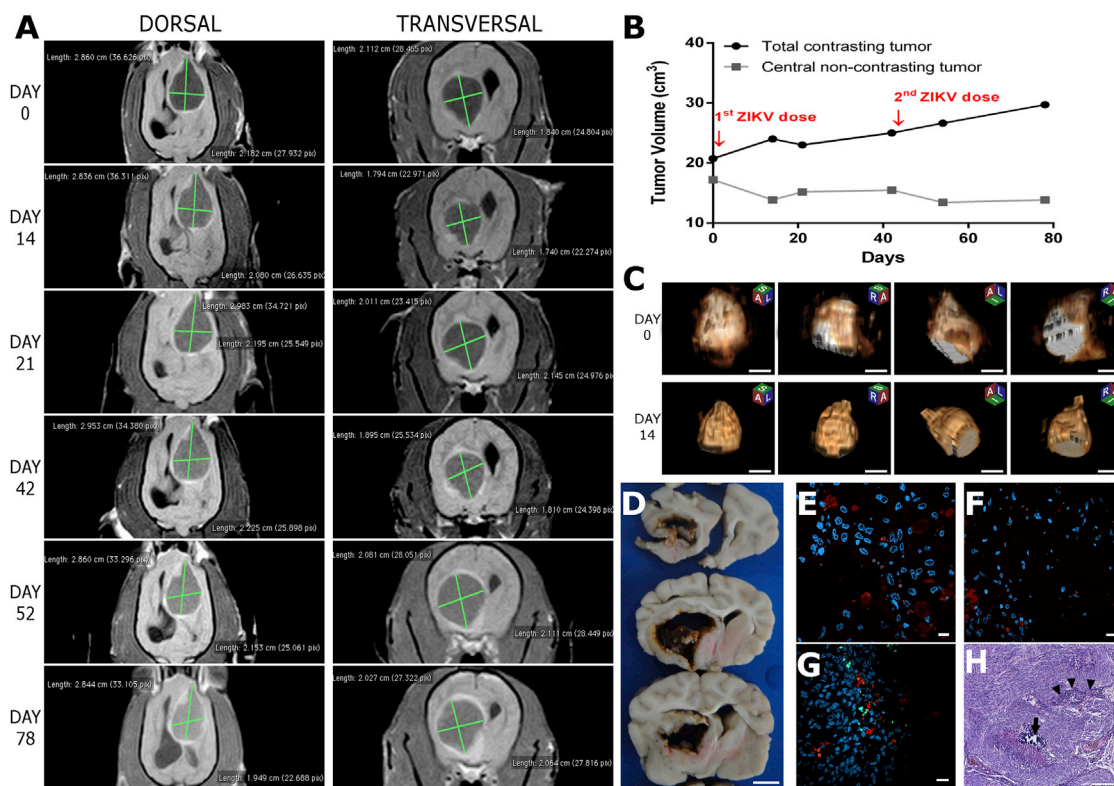 A
DORSAL
TRANSVERSAL
DAY
0
Length: 2.860 cm (36.626 pix)
Length: 2.182 cm (27.932 pix)
Length: 2.112 cm (28.465 pix)
Length: 1.840 cm (24.804 pix)
DAY
14
Length: 2.836 cm (36.311 pix)
Length: 2.080 cm (26.635 pix)
Length: 1.794 cm (22.971 pix)
Length: 1.740 cm (22.274 pix)
DAY
21
Length: 2.983 cm (34.721 pix)
Length: 2.195 cm (25.549 pix)
Length: 2.011 cm (23.415 pix)
Length: 2.145 cm (24.976 pix)
DAY
42
Length: 2.953 cm (34.380 pix)
Length: 2.225 cm (25.898 pix)
Length: 1.895 cm (25.534 pix)
Length: 1.810 cm (24.398 pix)
DAY
52
Length: 2.860 cm (33.296 pix)
Length: 2.153 cm (25.061 pix)
Length: 2.081 cm (28.051 pix)
Length: 2.111 cm (28.449 pix)
DAY
78
Length: 2.844 cm (33.105 pix)
Length: 1.949 cm (22.688 pix)
Length: 2.027 cm (27.322 pix)
Length: 2.064 cm (27.816 pix)
B
Total contrasting tumor
Central non-contrasting tumor
1st ZIKV dose
2nd ZIKV dose
Tumor Volume (cm³)
40
30
20
10
0
20
40
60
80
Days
C
DAY
0
S A L
S R A
A L I
R A
DAY
14
S A L
S R A
A L I
A L I
D
E
F
G
H